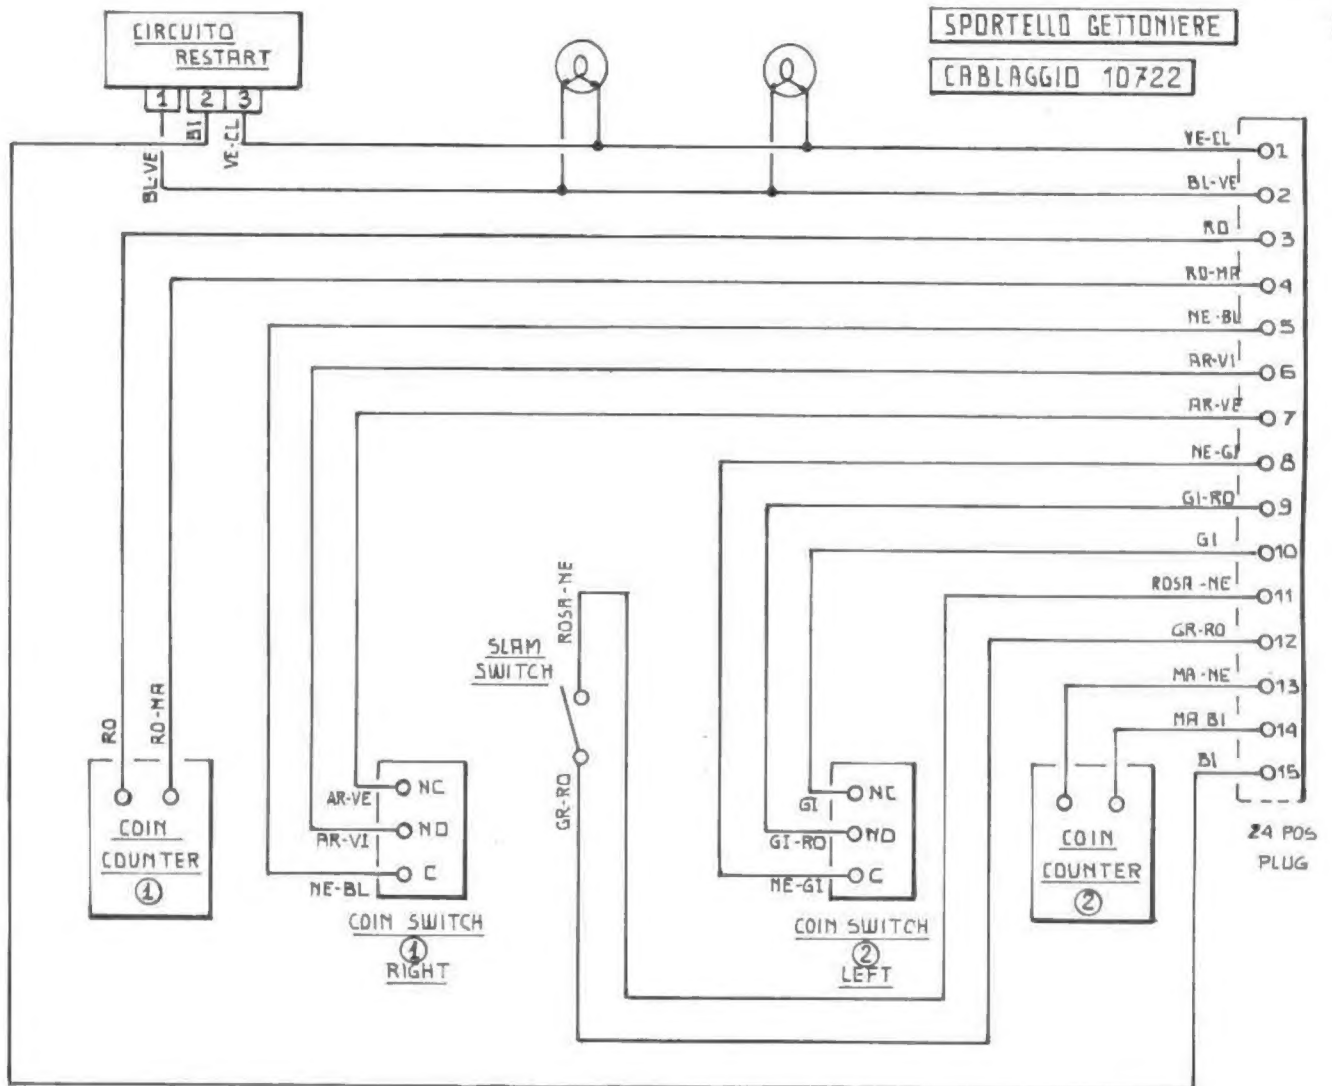 CIRCUITO
RESTART
1 2 3
BL-VE
BI
VE-CL
SPORTELLO GETTONIERE
CABLAGGIO 10722
VE-CL 1
BL-VE 2
RO 3
RO-MA 4
NE-BL 5
AR-VI 6
AR-VE 7
NE-GI 8
GI-RO 9
GI 10
ROSA-NE 11
GR-RO 12
MA-NE 13
MA BI 14
BI 15
24 POS
PLUG
RO
RO-MA
COIN
COUNTER
1
AR-VE NC
AR-VI NO
NE-BL C
COIN SWITCH
1
RIGHT
SLAM
SWITCH
ROSA-NE
GR-RO
GI NC
GI-RO NO
NE-GI C
COIN SWITCH
2
LEFT
COIN
COUNTER
2